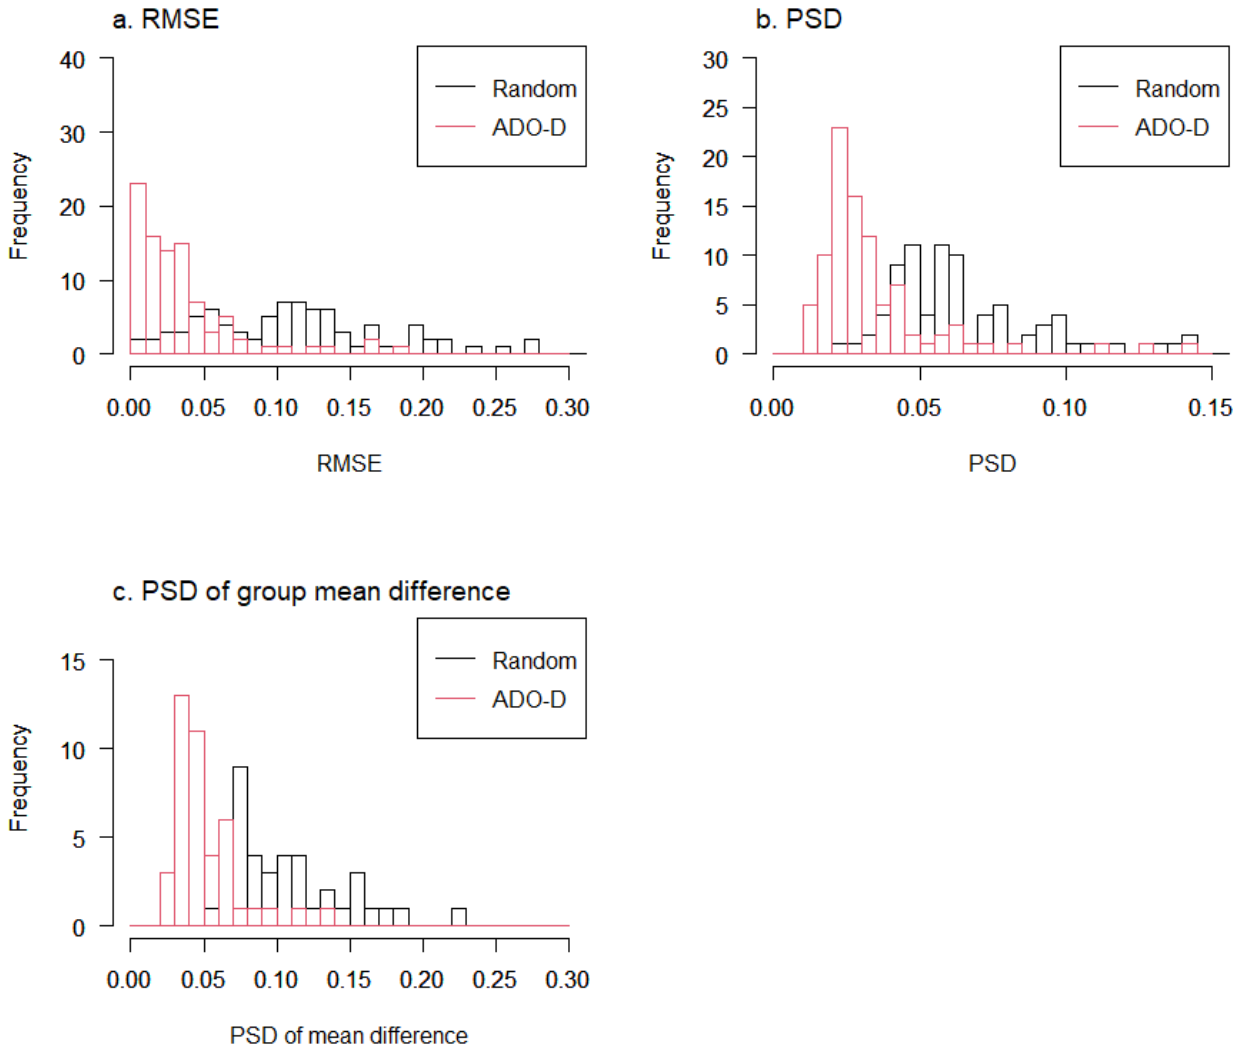 a. RMSE
Frequency
40
30
20
10
0
Random
ADO-D
0.00 0.05 0.10 0.15 0.20 0.25 0.30
RMSE
b. PSD
Frequency
30
25
20
15
10
5
0
Random
ADO-D
0.00 0.05 0.10 0.15
PSD
c. PSD of group mean difference
Frequency
15
10
5
0
Random
ADO-D
0.00 0.05 0.10 0.15 0.20 0.25 0.30
PSD of mean difference